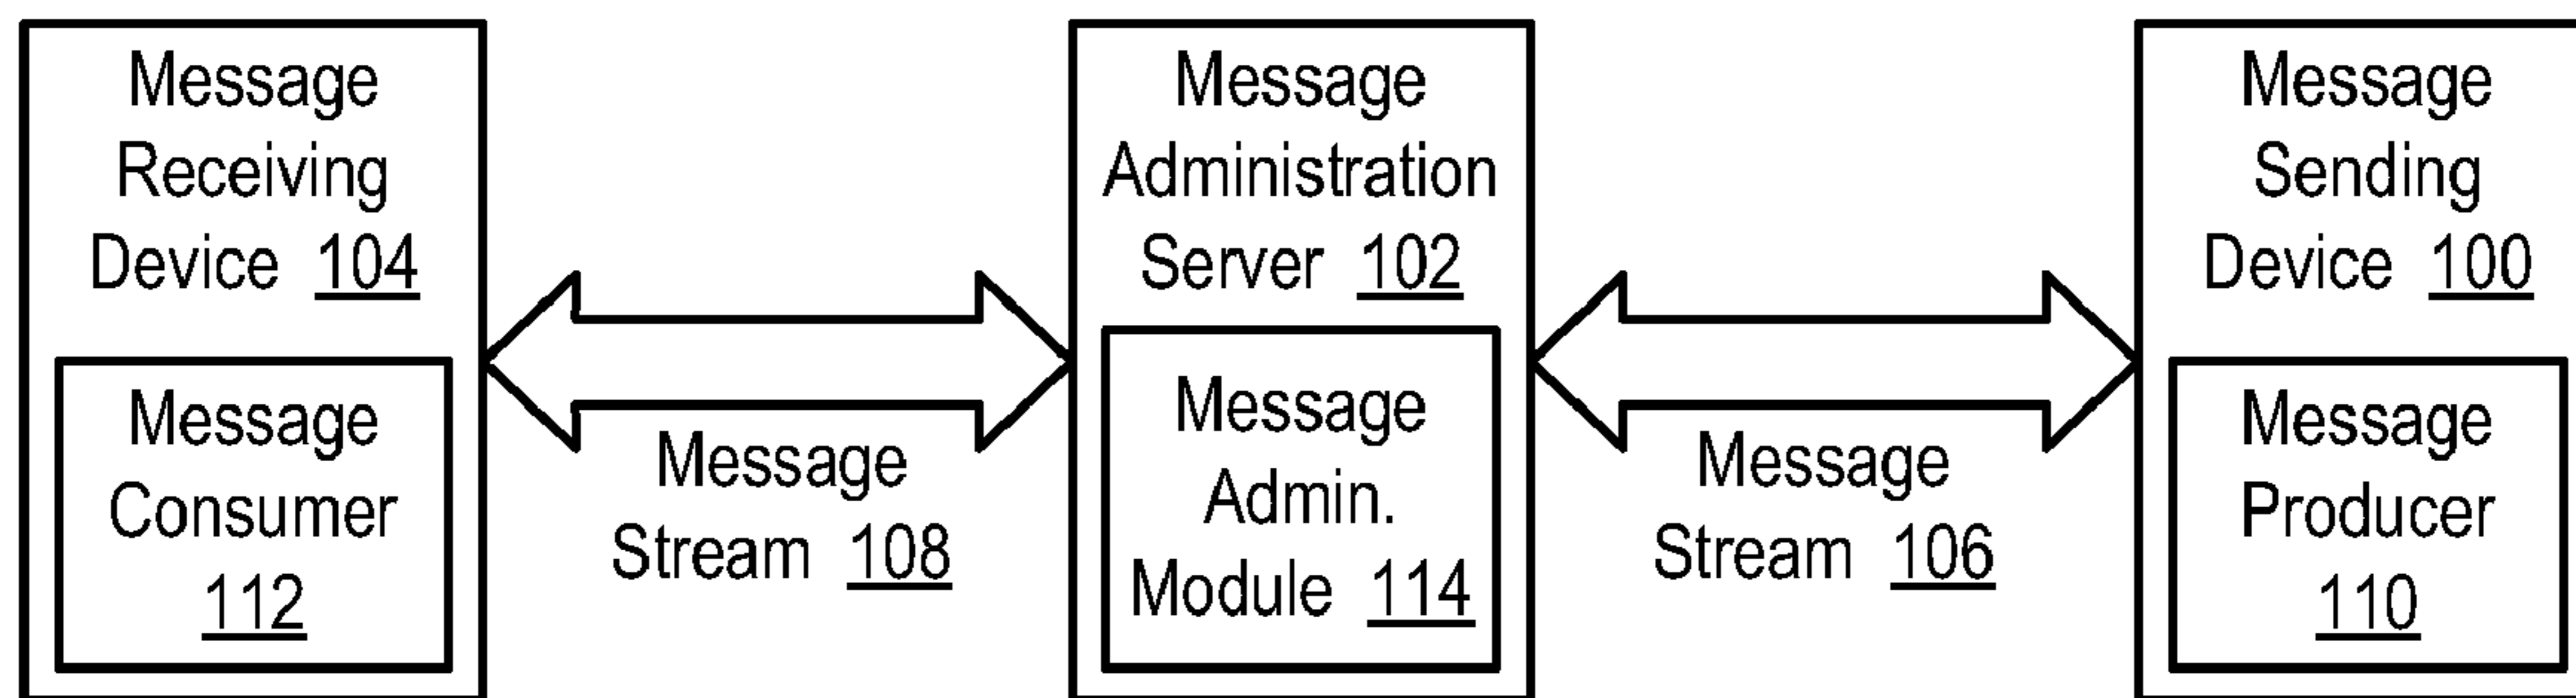 Message
Receiving
Device 104
Message
Consumer
112
Message
Stream 108
Message
Administration
Server 102
Message
Admin.
Module 114
Message
Stream 106
Message
Sending
Device 100
Message
Producer
110